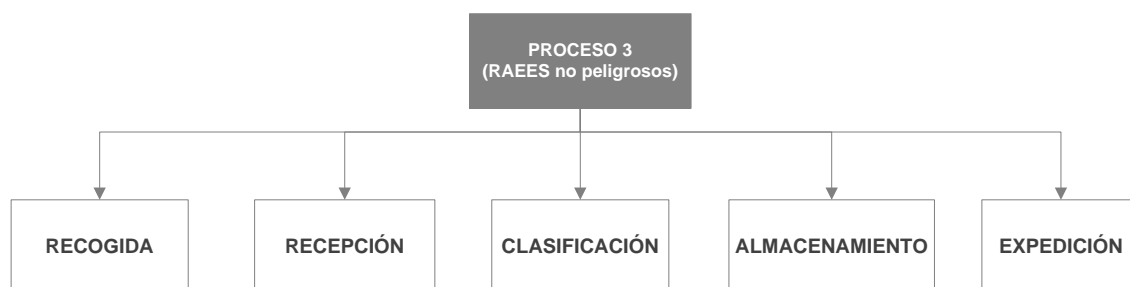 PROCESO 3
(RAEES no peligrosos)
RECOGIDA
RECEPCIÓN
CLASIFICACIÓN
ALMACENAMIENTO
EXPEDICIÓN